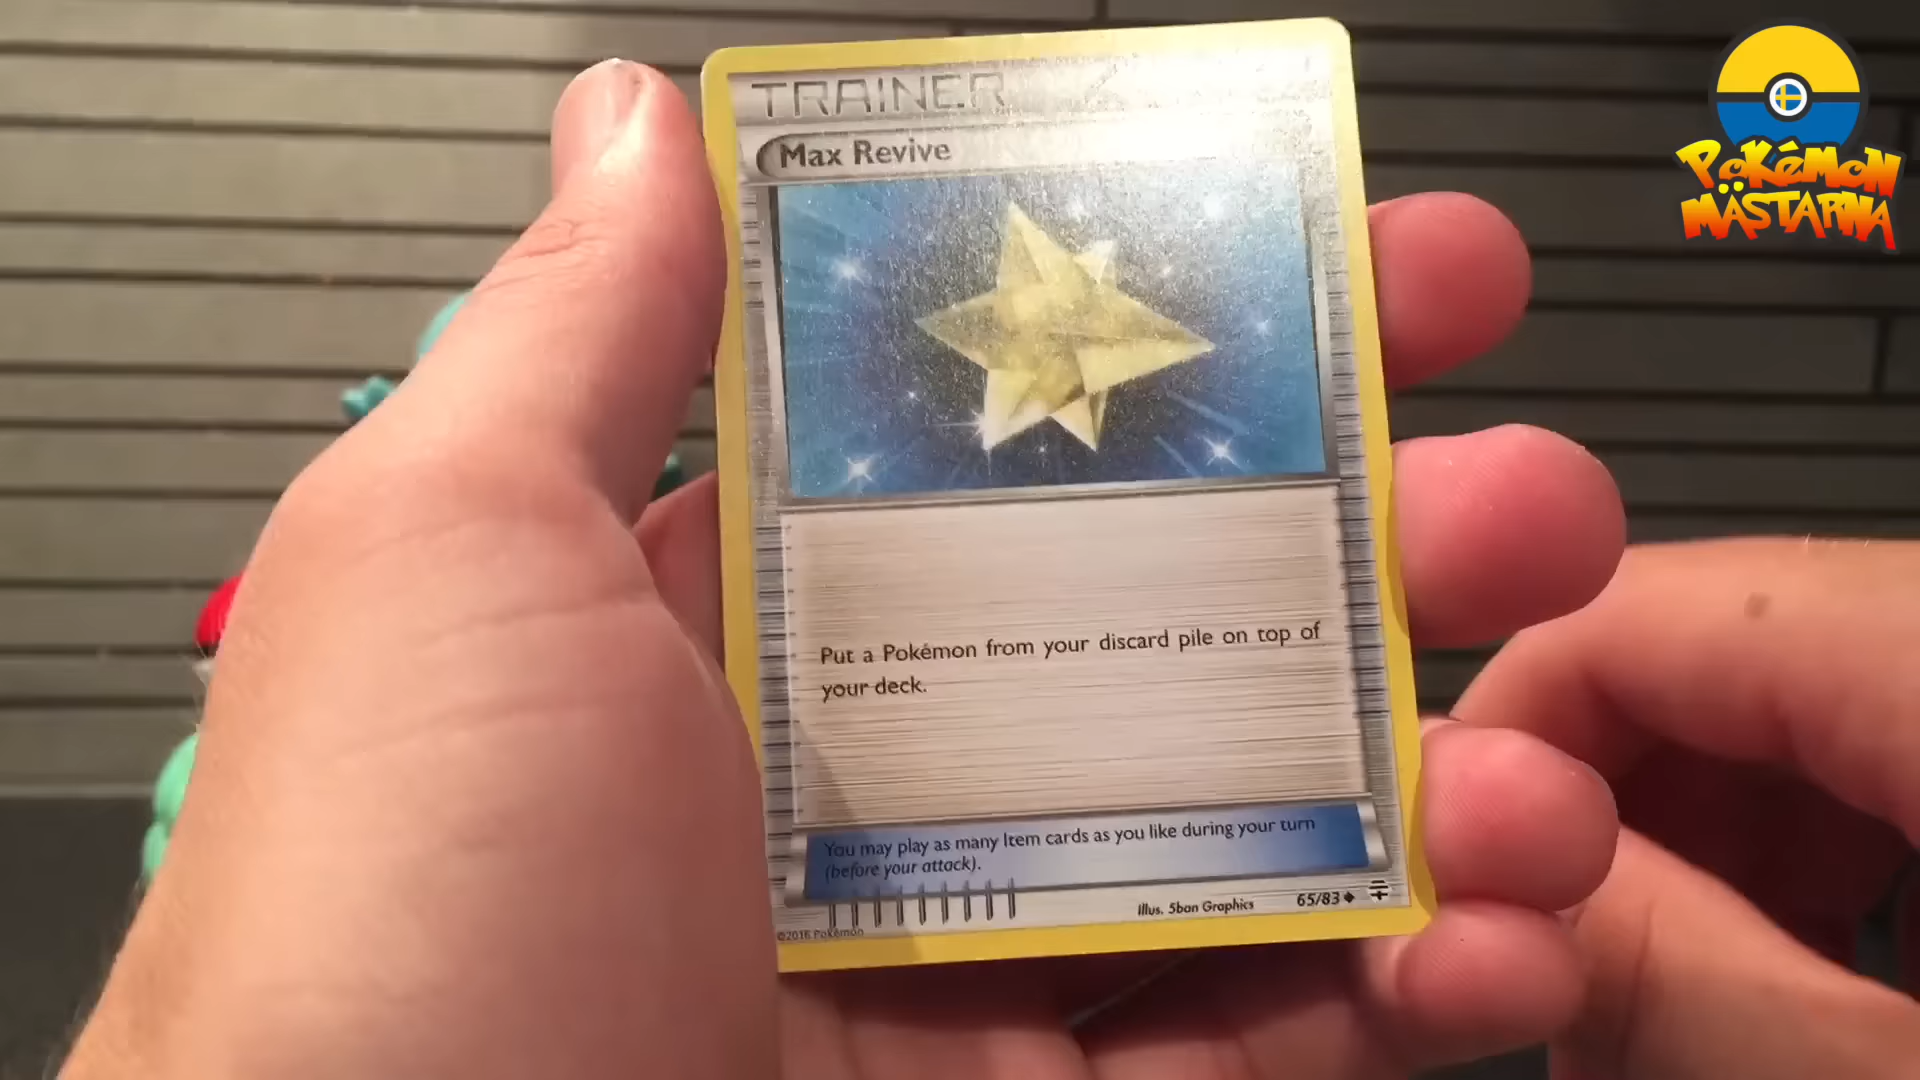 TRAINER
Max Revive
Put a Pokémon from your discard pile on top of
your deck.
You may play as many Item cards as you like during your turn
(before your attack).
Illus. 5ban Graphics
65/83
©2016 Pokémon
POKéMON
MÄSTARNA